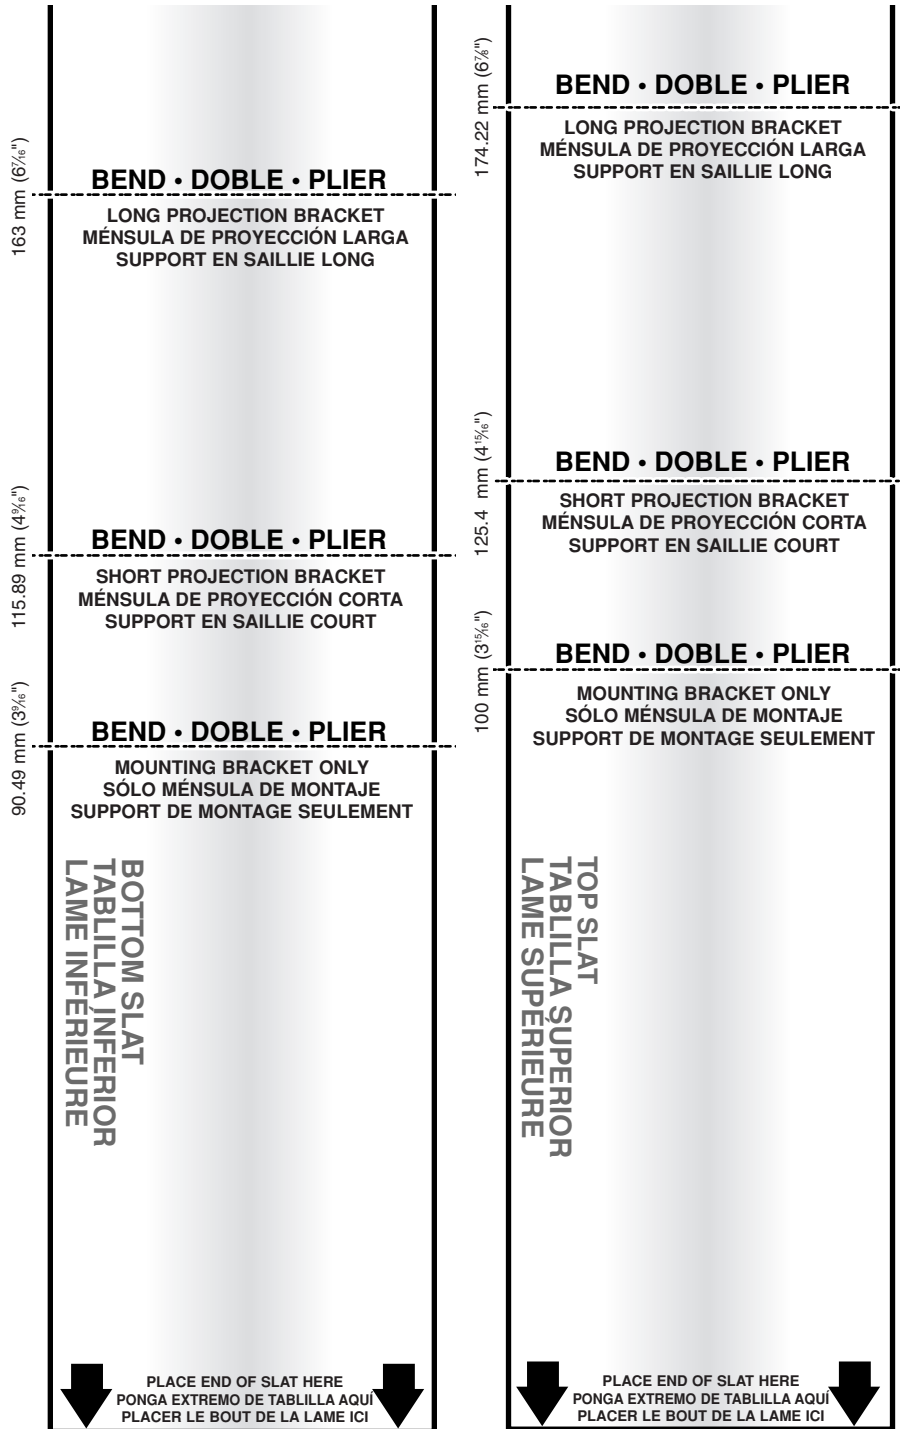 163 mm (6⁷⁄₁₆")
BEND • DOBLE • PLIER
LONG PROJECTION BRACKET
MÉNSULA DE PROYECCIÓN LARGA
SUPPORT EN SAILLIE LONG
115.89 mm (4⁹⁄₁₆")
BEND • DOBLE • PLIER
SHORT PROJECTION BRACKET
MÉNSULA DE PROYECCIÓN CORTA
SUPPORT EN SAILLIE COURT
90.49 mm (3⁹⁄₁₆")
BEND • DOBLE • PLIER
MOUNTING BRACKET ONLY
SÓLO MÉNSULA DE MONTAJE
SUPPORT DE MONTAGE SEULEMENT
BOTTOM SLAT
TABLILLA INFERIOR
LAME INFÉRIEURE
PLACE END OF SLAT HERE
PONGA EXTREMO DE TABLILLA AQUÍ
PLACER LE BOUT DE LA LAME ICI
174.22 mm (6⅞")
BEND • DOBLE • PLIER
LONG PROJECTION BRACKET
MÉNSULA DE PROYECCIÓN LARGA
SUPPORT EN SAILLIE LONG
125.4 mm (4¹⁵⁄₁₆")
BEND • DOBLE • PLIER
SHORT PROJECTION BRACKET
MÉNSULA DE PROYECCIÓN CORTA
SUPPORT EN SAILLIE COURT
100 mm (3¹⁵⁄₁₆")
BEND • DOBLE • PLIER
MOUNTING BRACKET ONLY
SÓLO MÉNSULA DE MONTAJE
SUPPORT DE MONTAGE SEULEMENT
TOP SLAT
TABLILLA SUPERIOR
LAME SUPÉRIEURE
PLACE END OF SLAT HERE
PONGA EXTREMO DE TABLILLA AQUÍ
PLACER LE BOUT DE LA LAME ICI